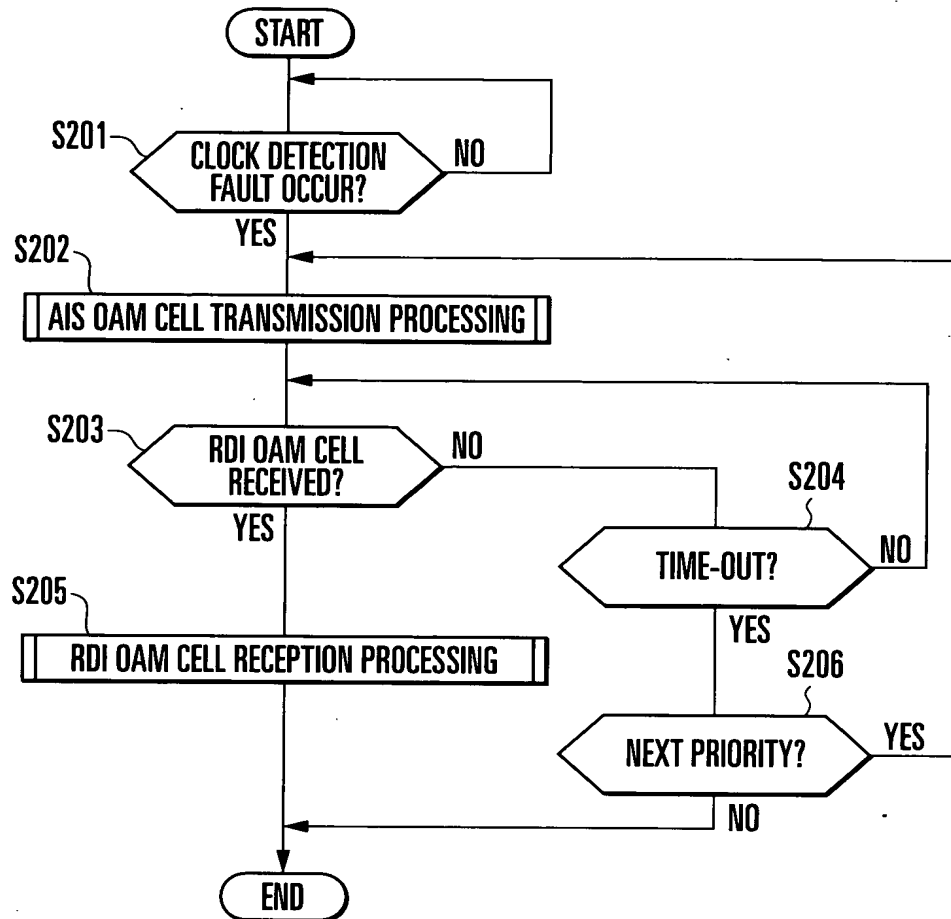 START
S201
CLOCK DETECTION
FAULT OCCUR?
NO
YES
S202
AIS OAM CELL TRANSMISSION PROCESSING
S203
RDI OAM CELL
RECEIVED?
NO
YES
S204
TIME-OUT?
NO
YES
S205
RDI OAM CELL RECEPTION PROCESSING
S206
NEXT PRIORITY?
YES
NO
END